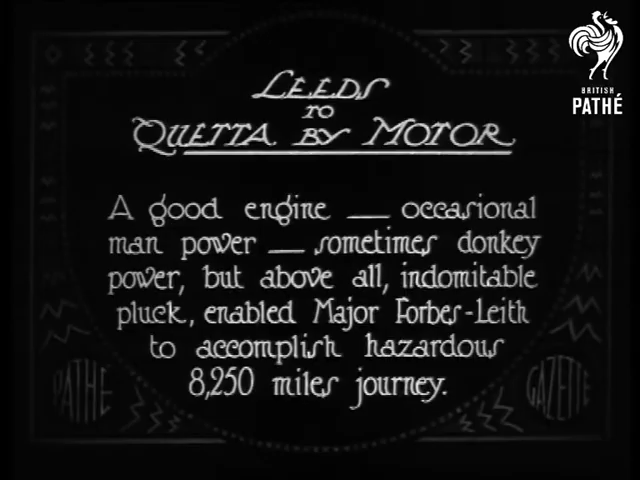 BRITISH
PATHÉ
LEEDS
TO
QUETTA BY MOTOR
A good engine — occasional
man power — sometimes donkey
power, but above all, indomitable
pluck, enabled Major Forbes-Leith
to accomplish hazardous
8,250 miles journey.
PATHE
GAZETTE